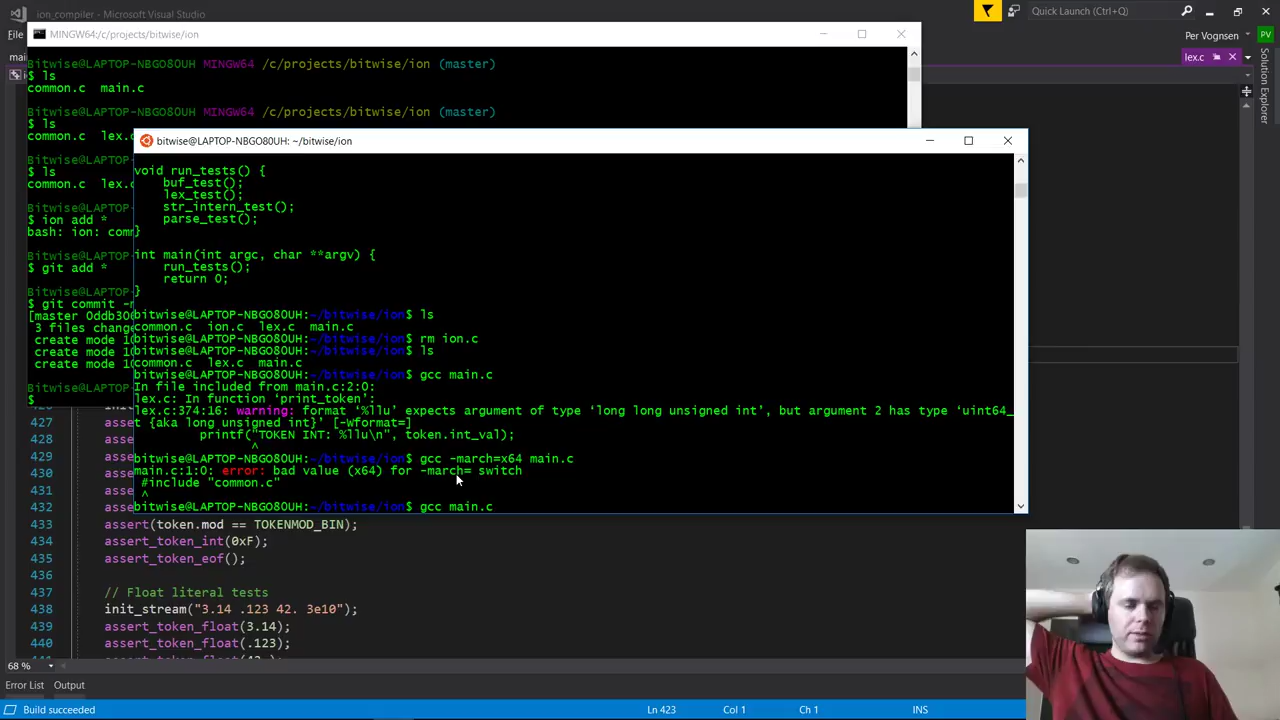 ion_compiler - Microsoft Visual Studio
Quick Launch (Ctrl+Q)
File
Per Vognsen
PV
MINGW64:/c/projects/bitwise/ion
lex.c
Solution Explorer
Bitwise@LAPTOP-NBGO80UH MINGW64 /c/projects/bitwise/ion (master)
$ ls
common.c  main.c
Bitwise@LAPTOP-NBGO80UH MINGW64 /c/projects/bitwise/ion (master)
$ ls
common.c  lex.c
Bitwise@LAPTOP-
$ ls
common.c  lex.c
Bitwise@LAPTOP-
$ ion add *
bash: ion: com
Bitwise@LAPTOP-
$ git add *
Bitwise@LAPTOP-
$ git commit -m
[master 0ddb30
3 files change
create mode 10
create mode 10
create mode 10
Bitwise@LAPTOP-
$
bitwise@LAPTOP-NBGO80UH: ~/bitwise/ion
void run_tests() {
buf_test();
lex_test();
str_intern_test();
parse_test();
}
int main(int argc, char **argv) {
run_tests();
return 0;
}
bitwise@LAPTOP-NBGO80UH:~/bitwise/ion$ ls
common.c  ion.c  lex.c  main.c
bitwise@LAPTOP-NBGO80UH:~/bitwise/ion$ rm ion.c
bitwise@LAPTOP-NBGO80UH:~/bitwise/ion$ ls
common.c  lex.c  main.c
bitwise@LAPTOP-NBGO80UH:~/bitwise/ion$ gcc main.c
In file included from main.c:2:0:
lex.c: In function ‘print_token’:
lex.c:374:16: warning: format ‘%llu’ expects argument of type ‘long long unsigned int’, but argument 2 has type ‘uint64_
t {aka long unsigned int}’ [-Wformat=]
printf("TOKEN INT: %llu\n", token.int_val);
^
bitwise@LAPTOP-NBGO80UH:~/bitwise/ion$ gcc -march=x64 main.c
main.c:1:0: error: bad value (x64) for -march= switch
#include "common.c"
^
bitwise@LAPTOP-NBGO80UH:~/bitwise/ion$ gcc main.c
427 asse
428 asse
429 asse
430 init
431 asse
432 asse
433 assert(token.mod == TOKENMOD_BIN);
434 assert_token_int(0xF);
435 assert_token_eof();
436
437 // Float literal tests
438 init_stream("3.14 .123 42. 3e10");
439 assert_token_float(3.14);
440 assert_token_float(.123);
68 %
Error List Output
Build succeeded
Ln 423
Col 1
Ch 1
INS